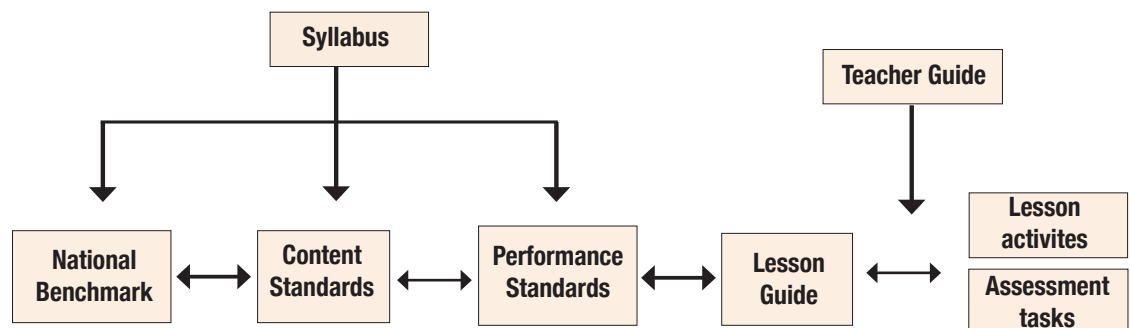 Syllabus
Teacher Guide
National
Benchmark
Content
Standards
Performance
Standards
Lesson
Guide
Lesson
activites
Assessment
tasks